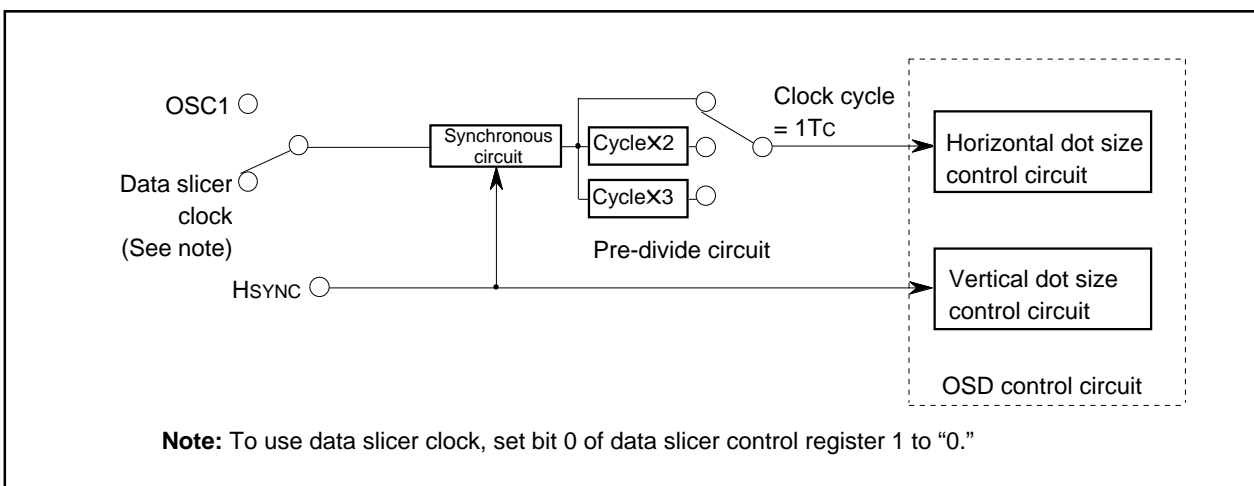 OSC1
Data slicer
clock
(See note)
HSYNC
Synchronous
circuit
Cycle×2
Cycle×3
Pre-divide circuit
Clock cycle
= 1TC
Horizontal dot size
control circuit
Vertical dot size
control circuit
OSD control circuit
Note: To use data slicer clock, set bit 0 of data slicer control register 1 to “0.”